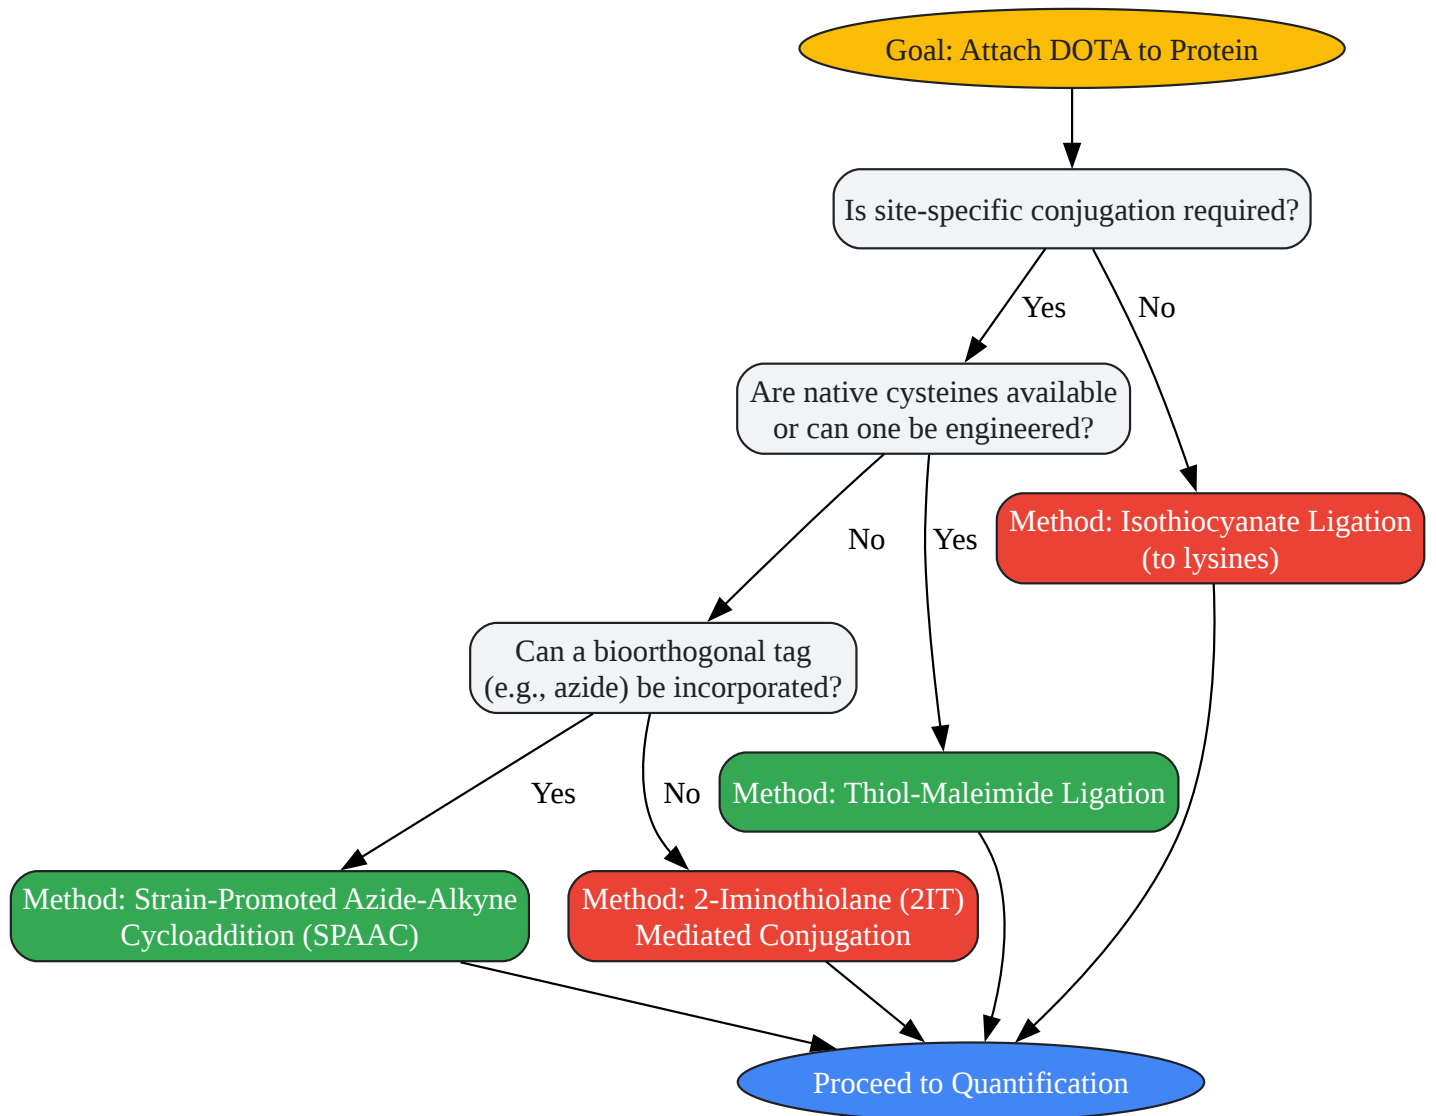 Goal: Attach DOTA to Protein
Is site-specific conjugation required?
Yes
No
Are native cysteines available
or can one be engineered?
Method: Isothiocyanate Ligation
(to lysines)
No
Yes
Can a bioorthogonal tag
(e.g., azide) be incorporated?
Yes
No
Method: Thiol-Maleimide Ligation
Method: Strain-Promoted Azide-Alkyne
Cycloaddition (SPAAC)
Method: 2-Iminothiolane (2IT)
Mediated Conjugation
Proceed to Quantification